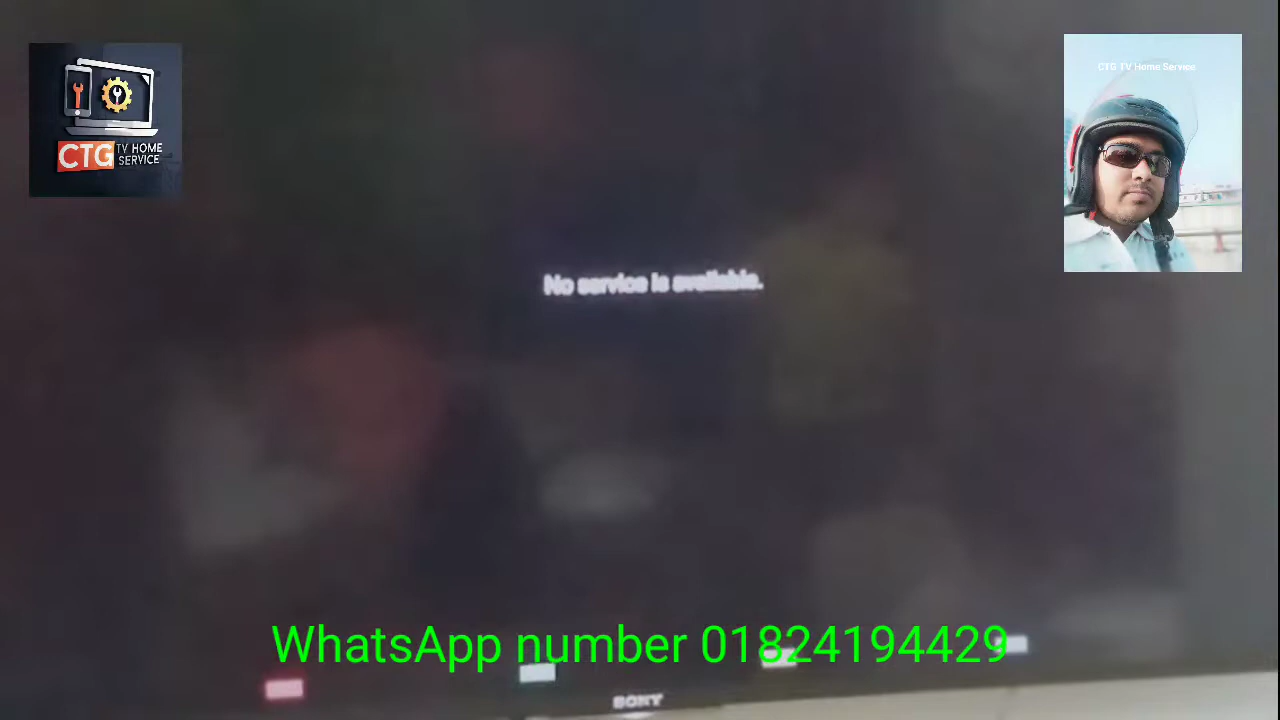 CTG TV HOME
SERVICE
CTG TV Home Service
No service is available.
WhatsApp number 01824194429
SONY